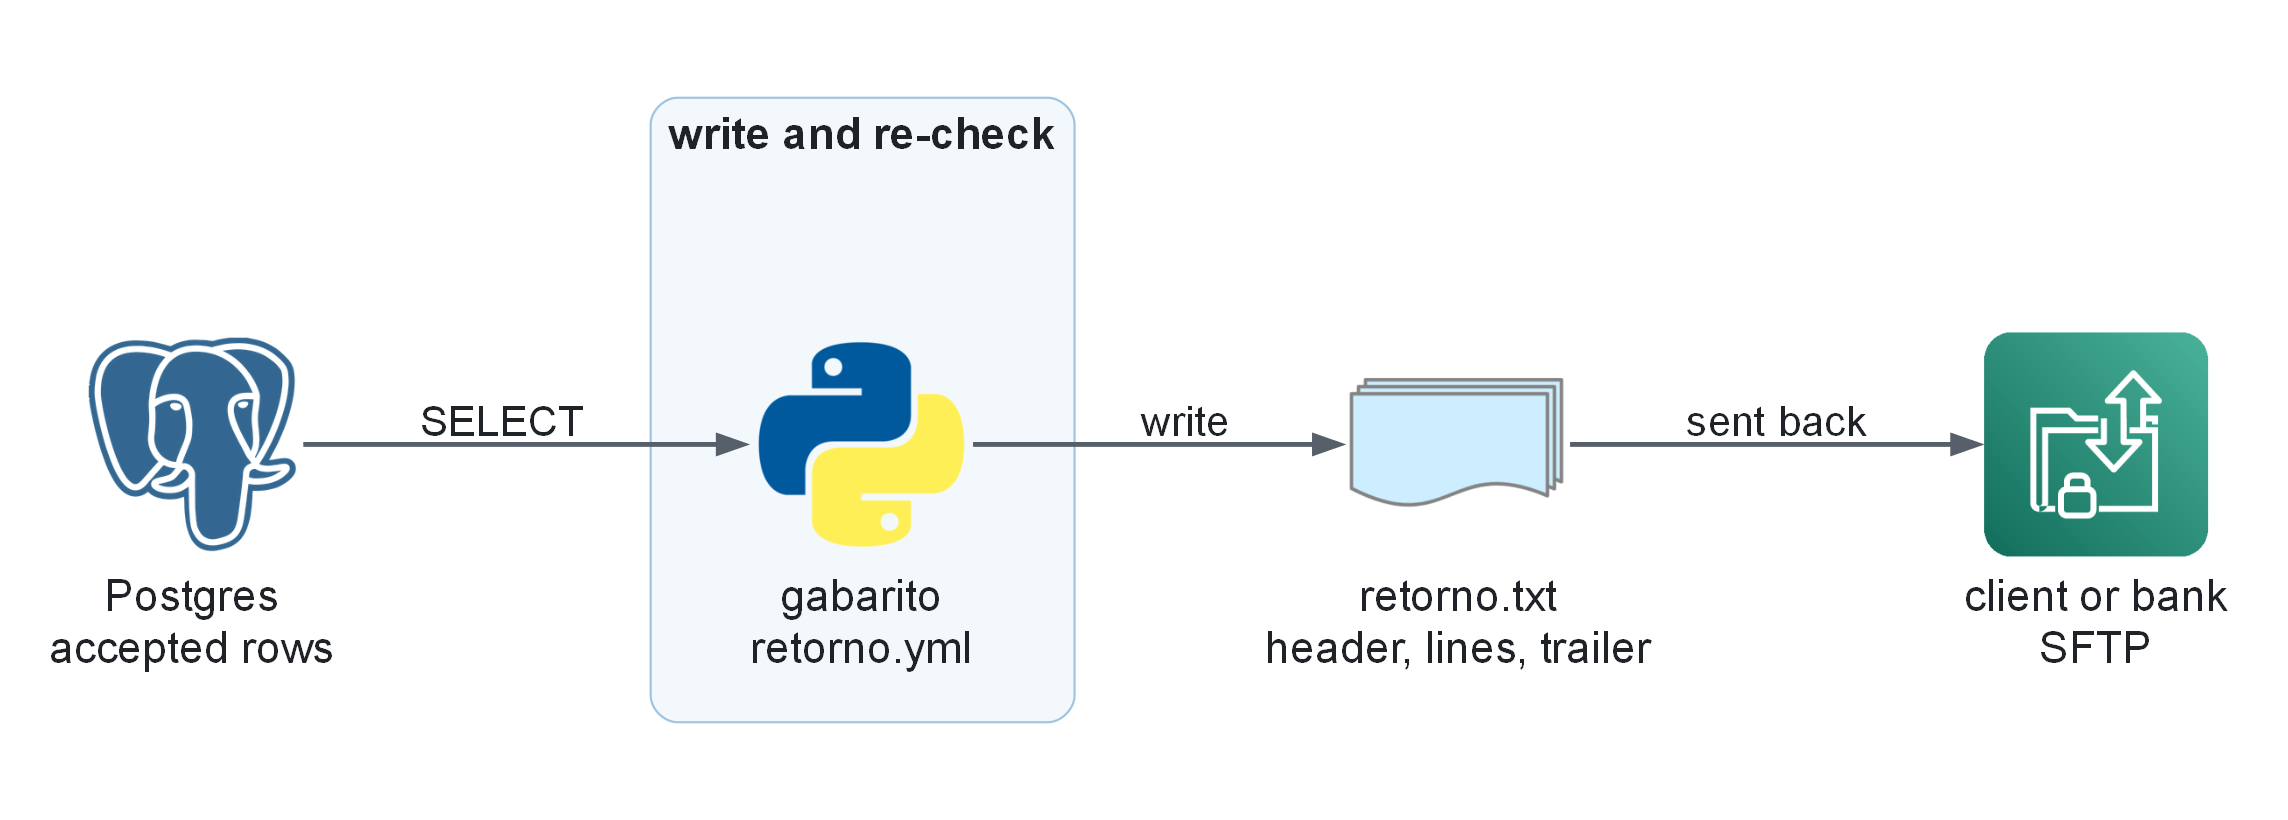 write and re-check
SELECT
write
sent back
Postgres
accepted rows
gabarito
retorno.yml
retorno.txt
header, lines, trailer
client or bank
SFTP